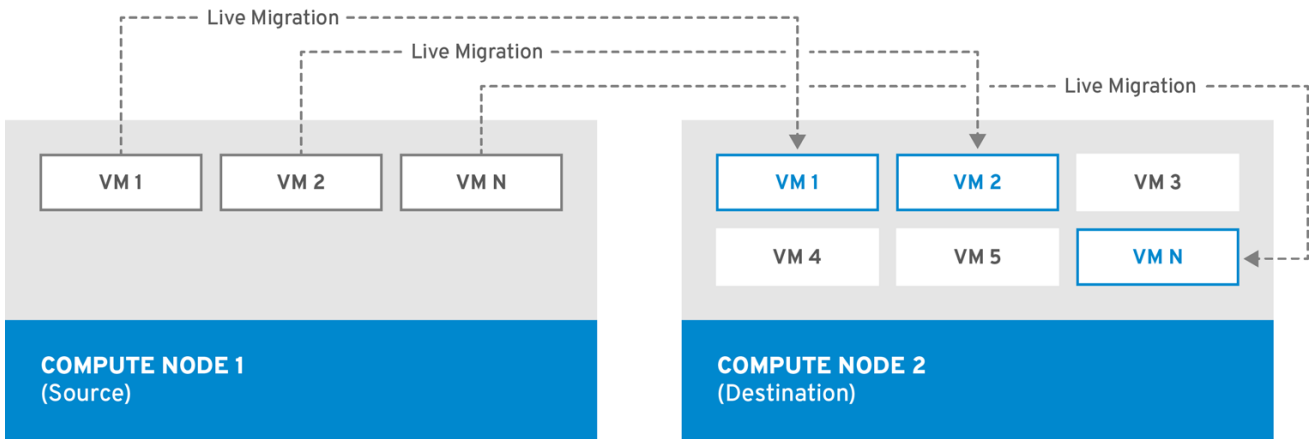 Live Migration
Live Migration
Live Migration
VM 1
VM 2
VM N
VM 1
VM 2
VM 3
VM 4
VM 5
VM N
COMPUTE NODE 1
(Source)
COMPUTE NODE 2
(Destination)